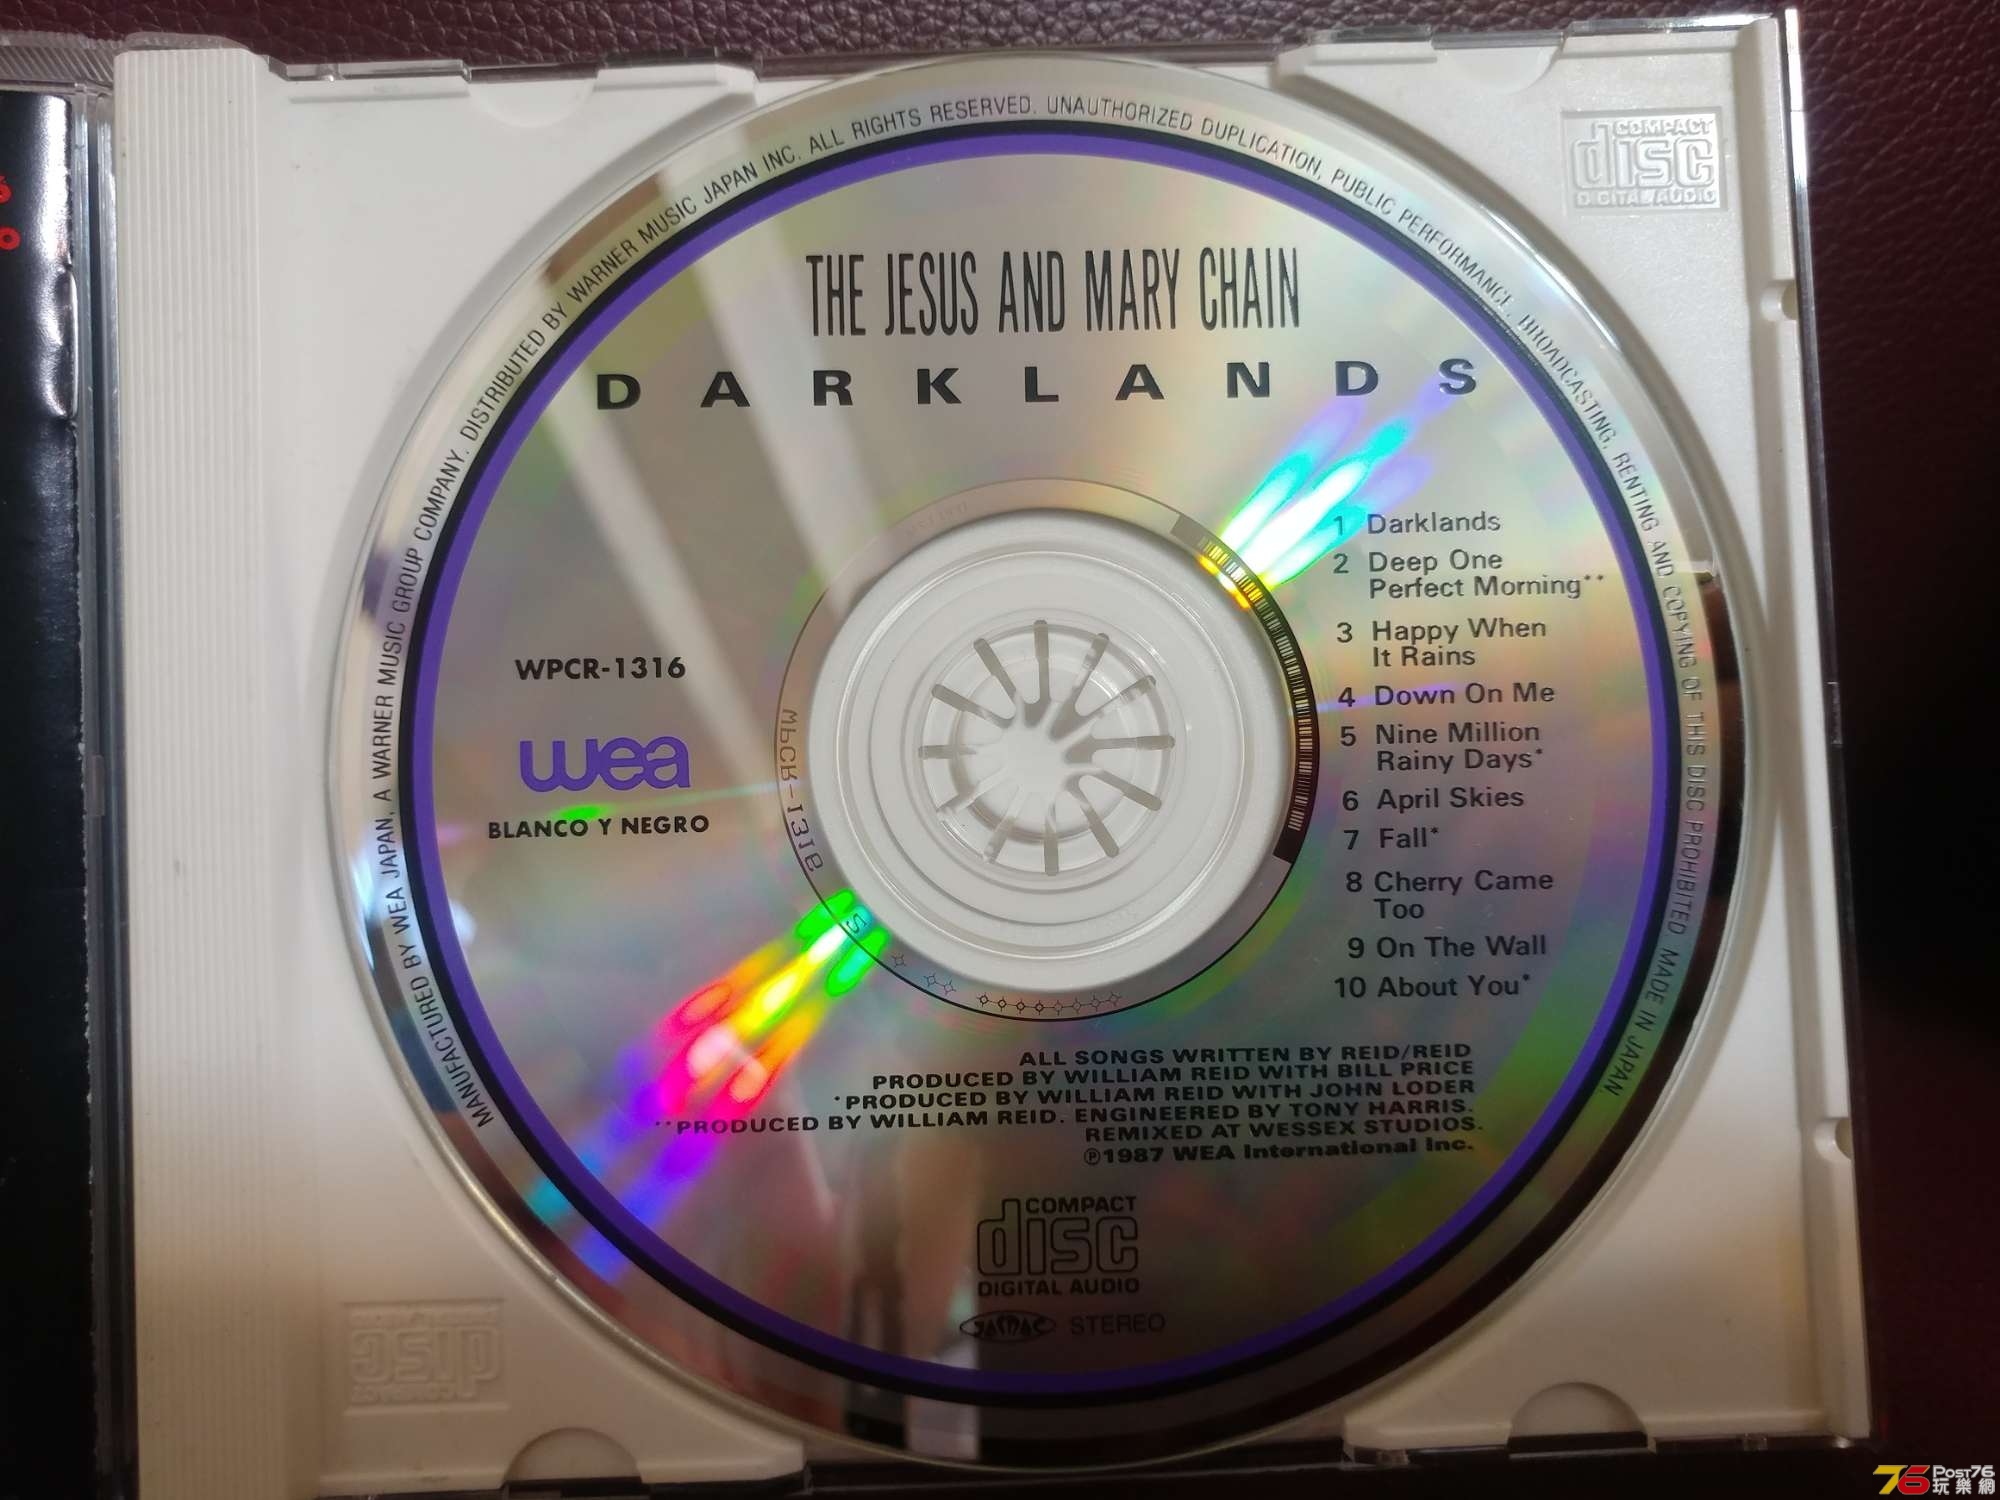 MANUFACTURED BY WEA JAPAN, A WARNER MUSIC GROUP COMPANY. DISTRIBUTED BY WARNER MUSIC JAPAN INC. ALL RIGHTS RESERVED. UNAUTHORIZED DUPLICATION, PUBLIC PERFORMANCE, BROADCASTING, RENTING AND COPYING OF THIS DISC PROHIBITED. MADE IN JAPAN.
COMPACT
disc
DIGITAL AUDIO
THE JESUS AND MARY CHAIN
DARKLANDS
1 Darklands
2 Deep One
Perfect Morning**
3 Happy When
It Rains
4 Down On Me
5 Nine Million
Rainy Days*
6 April Skies
7 Fall*
8 Cherry Came
Too
9 On The Wall
10 About You*
WPCR-1316
wea
BLANCO Y NEGRO
WPCR-1316
S
ALL SONGS WRITTEN BY REID/REID
PRODUCED BY WILLIAM REID WITH BILL PRICE
*PRODUCED BY WILLIAM REID WITH JOHN LODER
**PRODUCED BY WILLIAM REID. ENGINEERED BY TONY HARRIS.
REMIXED AT WESSEX STUDIOS.
℗1987 WEA International Inc.
COMPACT
disc
DIGITAL AUDIO
JASRAC STEREO
disc
76 Post76
玩樂網